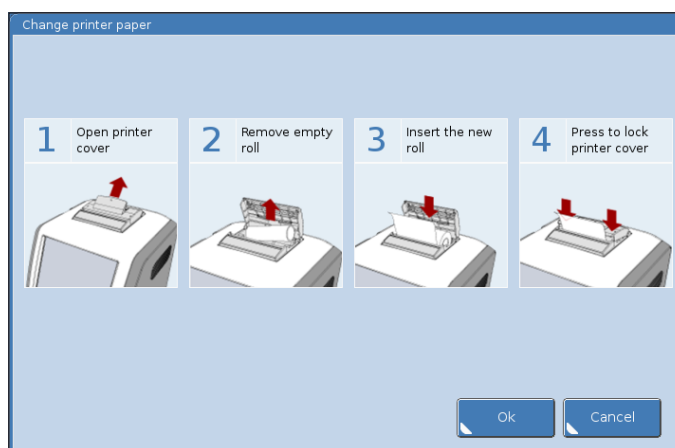 Change printer paper
1
Open printer
cover
2
Remove empty
roll
3
Insert the new
roll
4
Press to lock
printer cover
Ok
Cancel